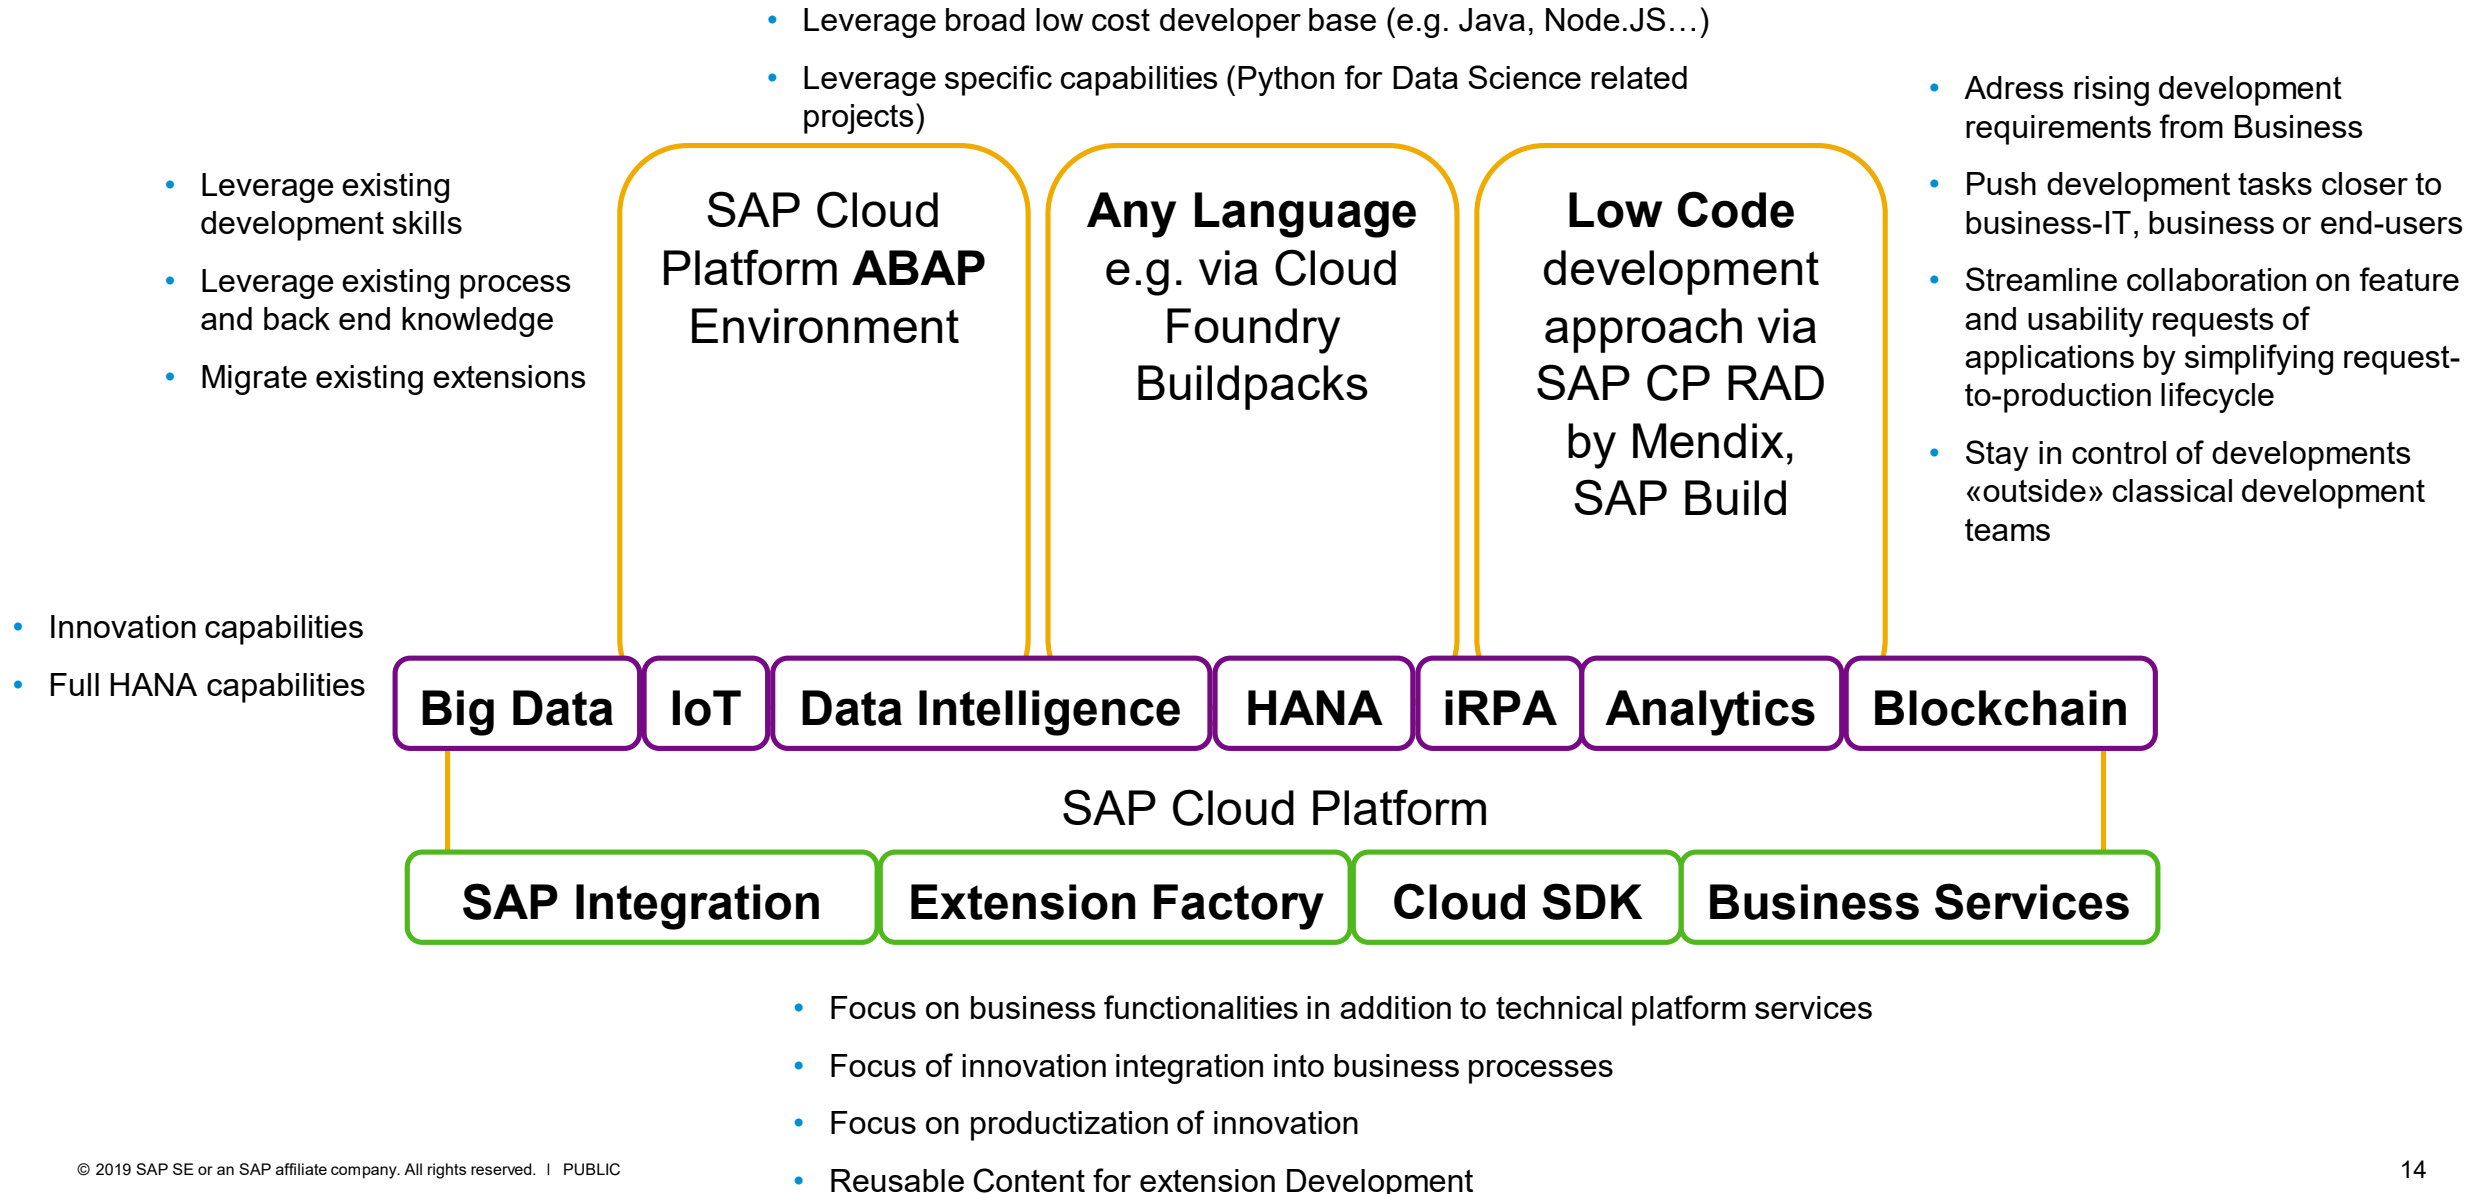 • Leverage broad low cost developer base (e.g. Java, Node.JS…)
• Leverage specific capabilities (Python for Data Science related
projects)
• Leverage existing
development skills
• Leverage existing process
and back end knowledge
• Migrate existing extensions
SAP Cloud
Platform ABAP
Environment
Any Language
e.g. via Cloud
Foundry
Buildpacks
Low Code
development
approach via
SAP CP RAD
by Mendix,
SAP Build
• Adress rising development
requirements from Business
• Push development tasks closer to
business-IT, business or end-users
• Streamline collaboration on feature
and usability requests of
applications by simplifying request-
to-production lifecycle
• Stay in control of developments
«outside» classical development
teams
• Innovation capabilities
• Full HANA capabilities
Big Data
IoT
Data Intelligence
HANA
iRPA
Analytics
Blockchain
SAP Cloud Platform
SAP Integration
Extension Factory
Cloud SDK
Business Services
• Focus on business functionalities in addition to technical platform services
• Focus of innovation integration into business processes
• Focus on productization of innovation
• Reusable Content for extension Development
© 2019 SAP SE or an SAP affiliate company. All rights reserved. | PUBLIC
14